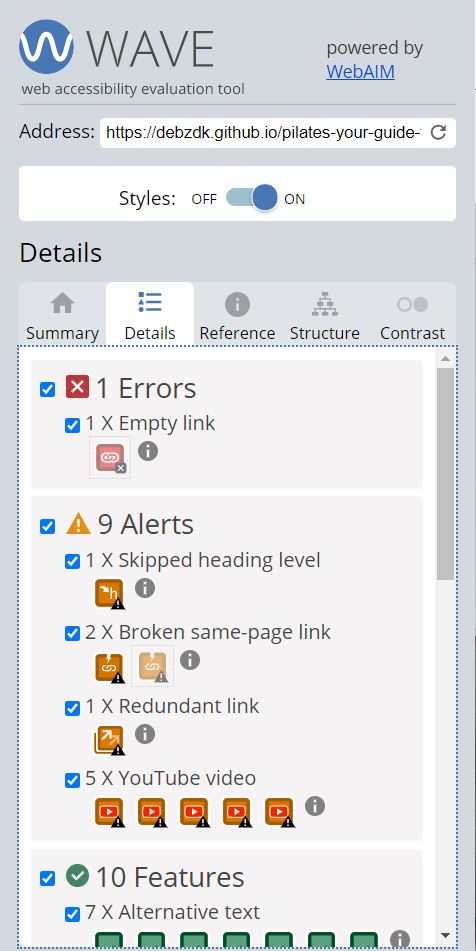 WAVE
powered by
WebAIM
web accessibility evaluation tool
Address: https://debzdk.github.io/pilates-your-guide-
Styles: OFF ON
Details
Summary Details Reference Structure Contrast
1 Errors
1 X Empty link
9 Alerts
1 X Skipped heading level
h
2 X Broken same-page link
1 X Redundant link
5 X YouTube video
10 Features
7 X Alternative text